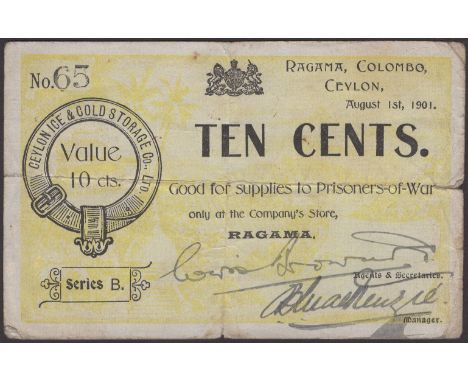 No. 65
RAGAMA, COLOMBO,
CEYLON,
August 1st, 1901.
CEYLON ICE & COLD STORAGE CO., LTD
Value
10 cts.
TEN CENTS.
Good for supplies to Prisoners-of-War
only at the Company's Store,
RAGAMA.
Series B.
Agents & Secretaries.
Manager.